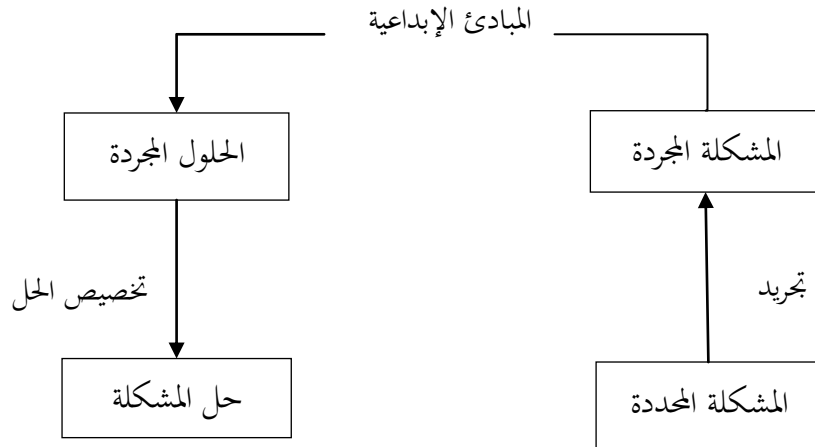 المبادئ الإبداعية
المشكلة المجردة
الحلول المجردة
تجريد
تخصيص الحل
المشكلة المحددة
حل المشكلة